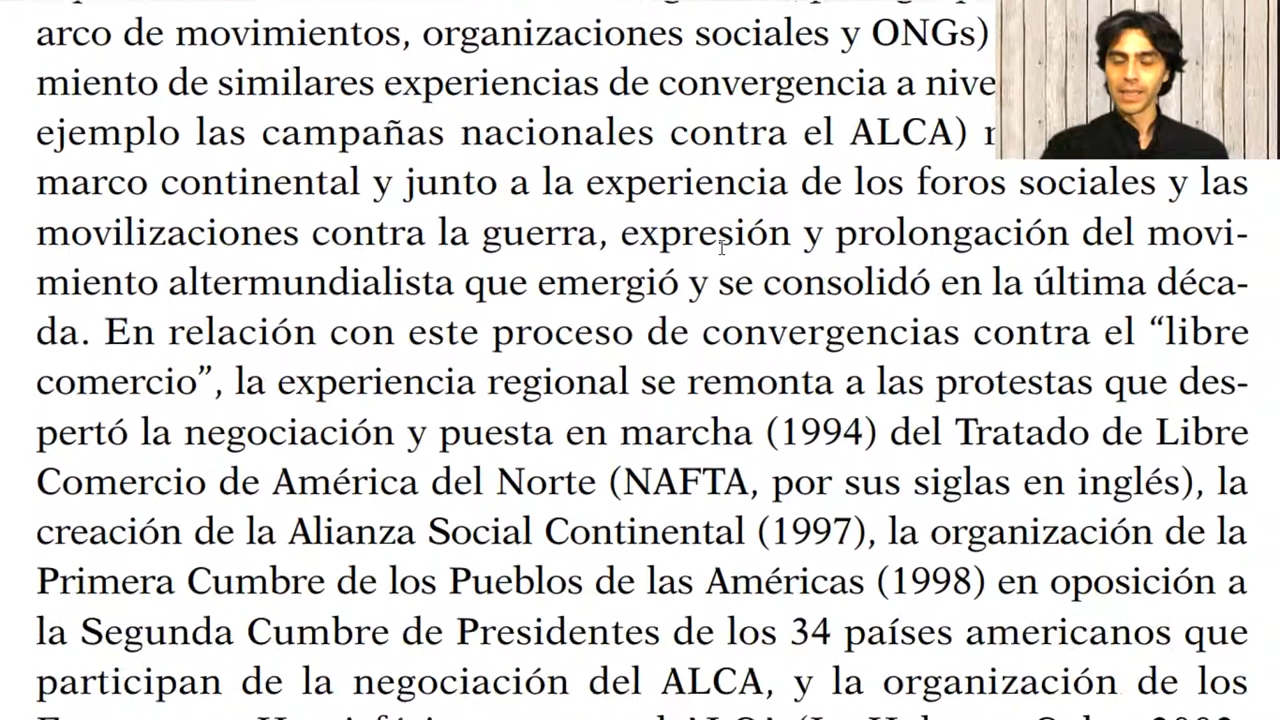 arco de movimientos, organizaciones sociales y ONGs)
miento de similares experiencias de convergencia a nive
ejemplo las campañas nacionales contra el ALCA)
marco continental y junto a la experiencia de los foros sociales y las
movilizaciones contra la guerra, expresión y prolongación del movi-
miento altermundialista que emergió y se consolidó en la última déca-
da. En relación con este proceso de convergencias contra el “libre
comercio”, la experiencia regional se remonta a las protestas que des-
pertó la negociación y puesta en marcha (1994) del Tratado de Libre
Comercio de América del Norte (NAFTA, por sus siglas en inglés), la
creación de la Alianza Social Continental (1997), la organización de la
Primera Cumbre de los Pueblos de las Américas (1998) en oposición a
la Segunda Cumbre de Presidentes de los 34 países americanos que
participan de la negociación del ALCA, y la organización de los